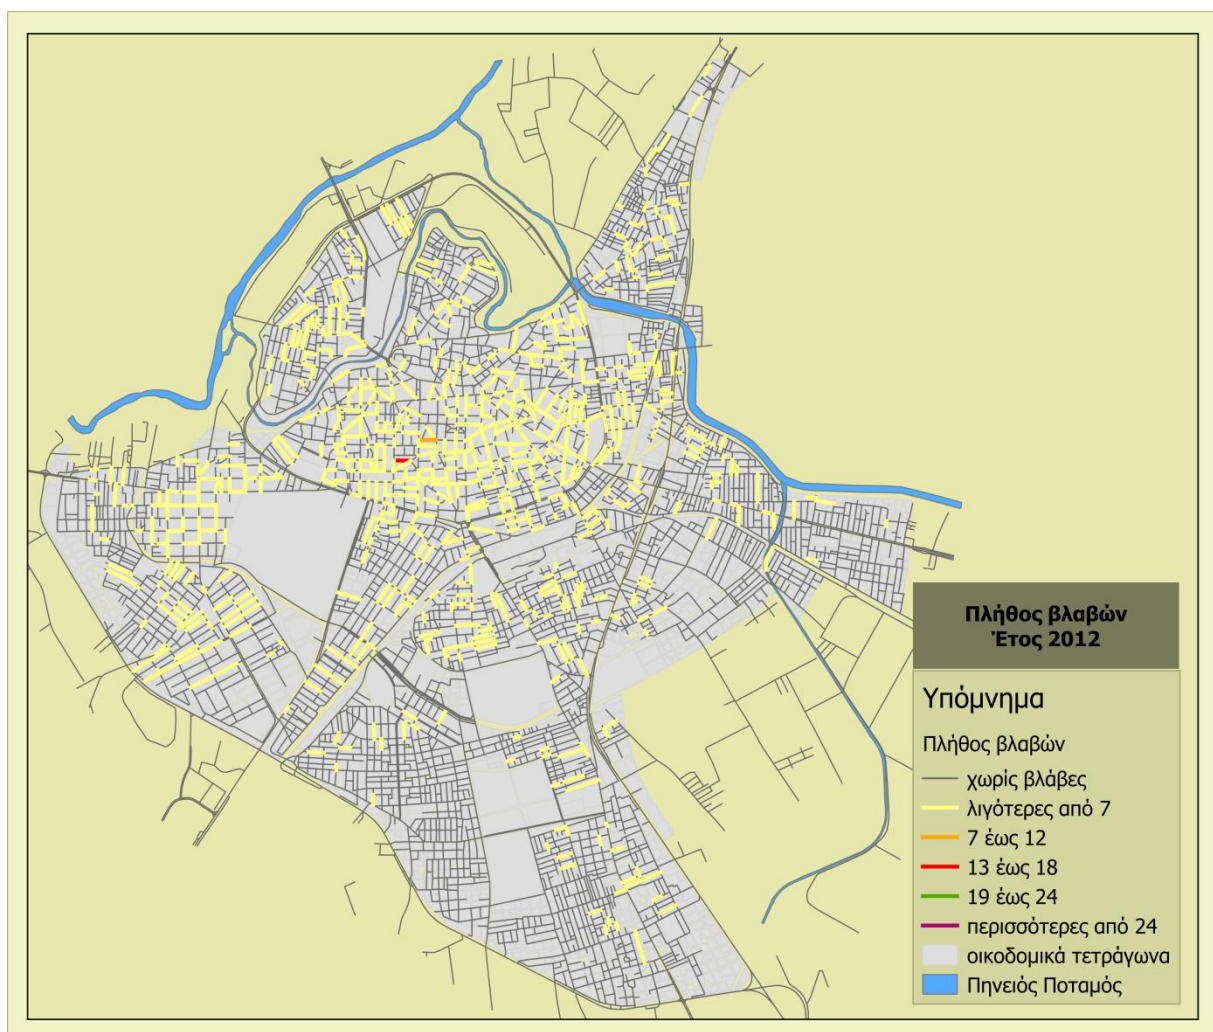 Πλήθος βλαβών
Έτος 2012
Υπόμνημα
Πλήθος βλαβών
χωρίς βλάβες
λιγότερες από 7
7 έως 12
13 έως 18
19 έως 24
περισσότερες από 24
οικοδομικά τετράγωνα
Πηνειός Ποταμός